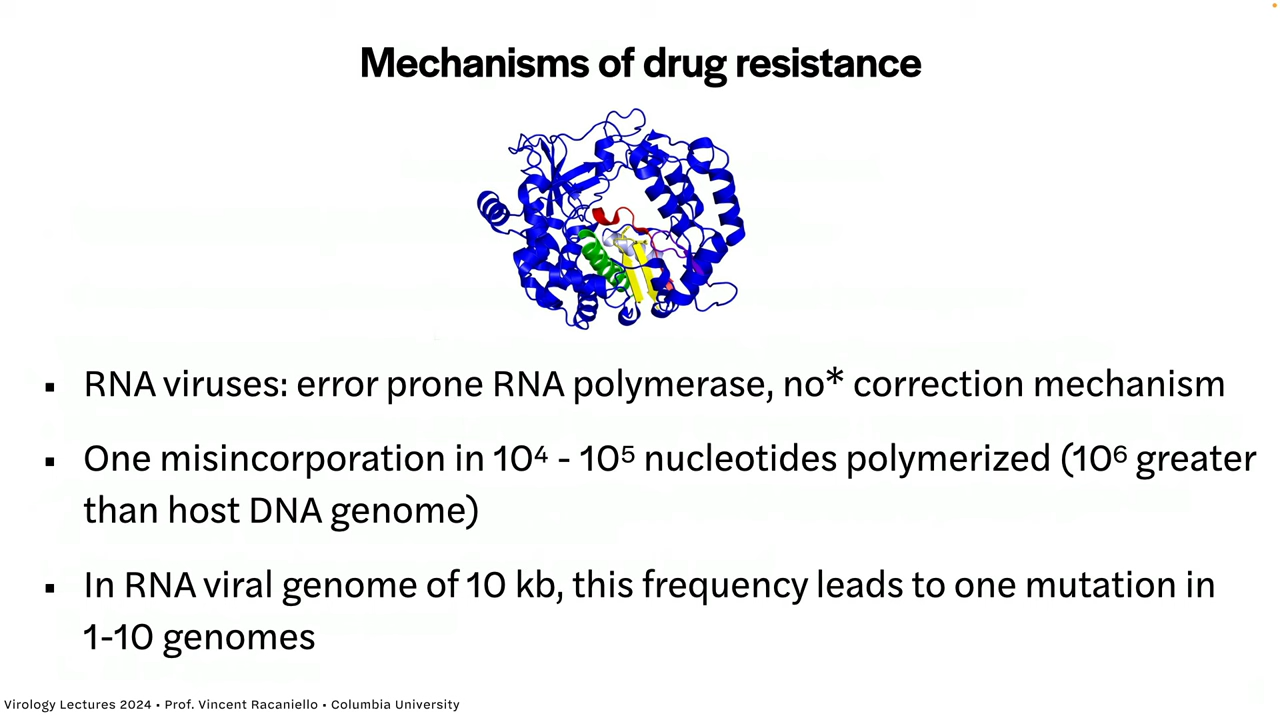 Mechanisms of drug resistance
▪ RNA viruses: error prone RNA polymerase, no* correction mechanism
▪ One misincorporation in 10⁴ - 10⁵ nucleotides polymerized (10⁶ greater
than host DNA genome)
▪ In RNA viral genome of 10 kb, this frequency leads to one mutation in
1-10 genomes
Virology Lectures 2024 • Prof. Vincent Racaniello • Columbia University